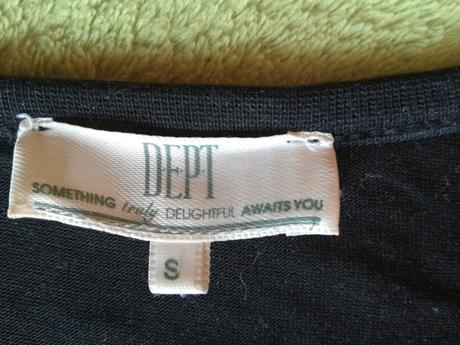 DEPT
SOMETHING truly DELIGHTFUL AWAITS YOU
S